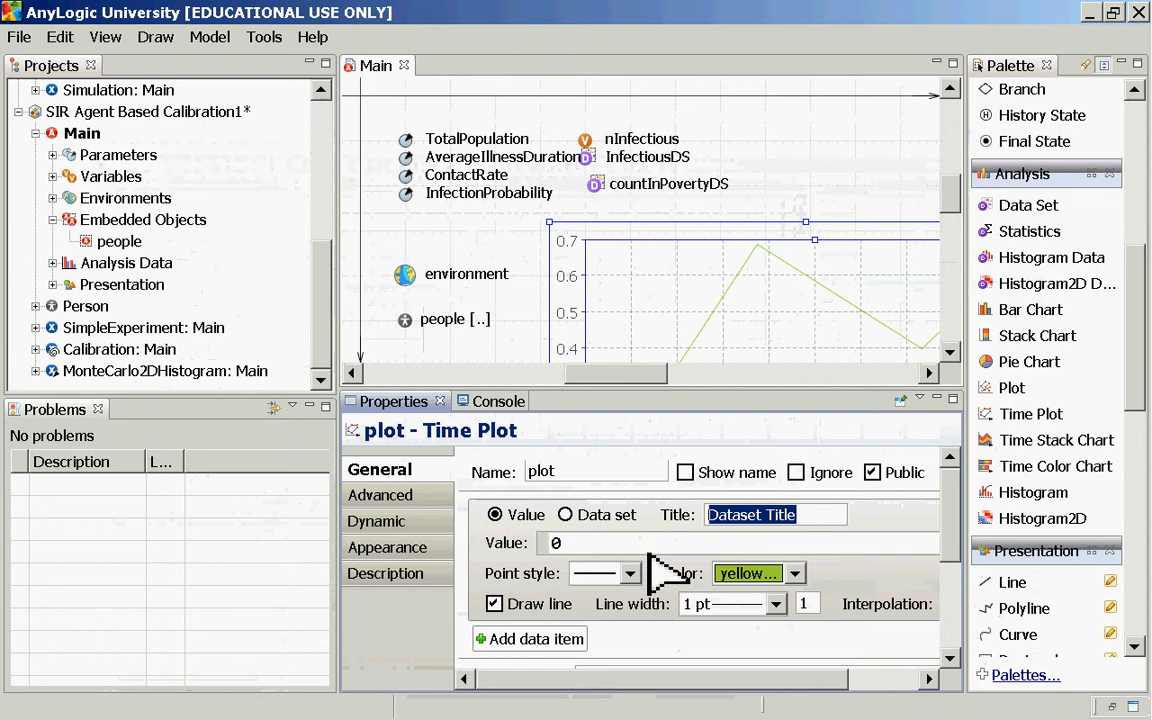 AnyLogic University [EDUCATIONAL USE ONLY]
File Edit View Draw Model Tools Help
Projects
Simulation: Main
SIR Agent Based Calibration1*
Main
Parameters
Variables
Environments
Embedded Objects
people
Analysis Data
Presentation
Person
SimpleExperiment: Main
Calibration: Main
MonteCarlo2DHistogram: Main
Problems
No problems
Description L...
Main
TotalPopulation
AverageIllnessDuration
ContactRate
InfectionProbability
nInfectious
InfectiousDS
countInPovertyDS
environment
people [..]
0.7
0.6
0.5
0.4
Properties Console
plot - Time Plot
General
Advanced
Dynamic
Appearance
Description
Name: plot Show name Ignore Public
Value Data set Title: Dataset Title
Value: 0
Point style: yellow...
Draw line Line width: 1 pt 1 Interpolation:
Add data item
Palette
Branch
History State
Final State
Analysis
Data Set
Statistics
Histogram Data
Histogram2D D...
Bar Chart
Stack Chart
Pie Chart
Plot
Time Plot
Time Stack Chart
Time Color Chart
Histogram
Histogram2D
Presentation
Line
Polyline
Curve
Palettes...